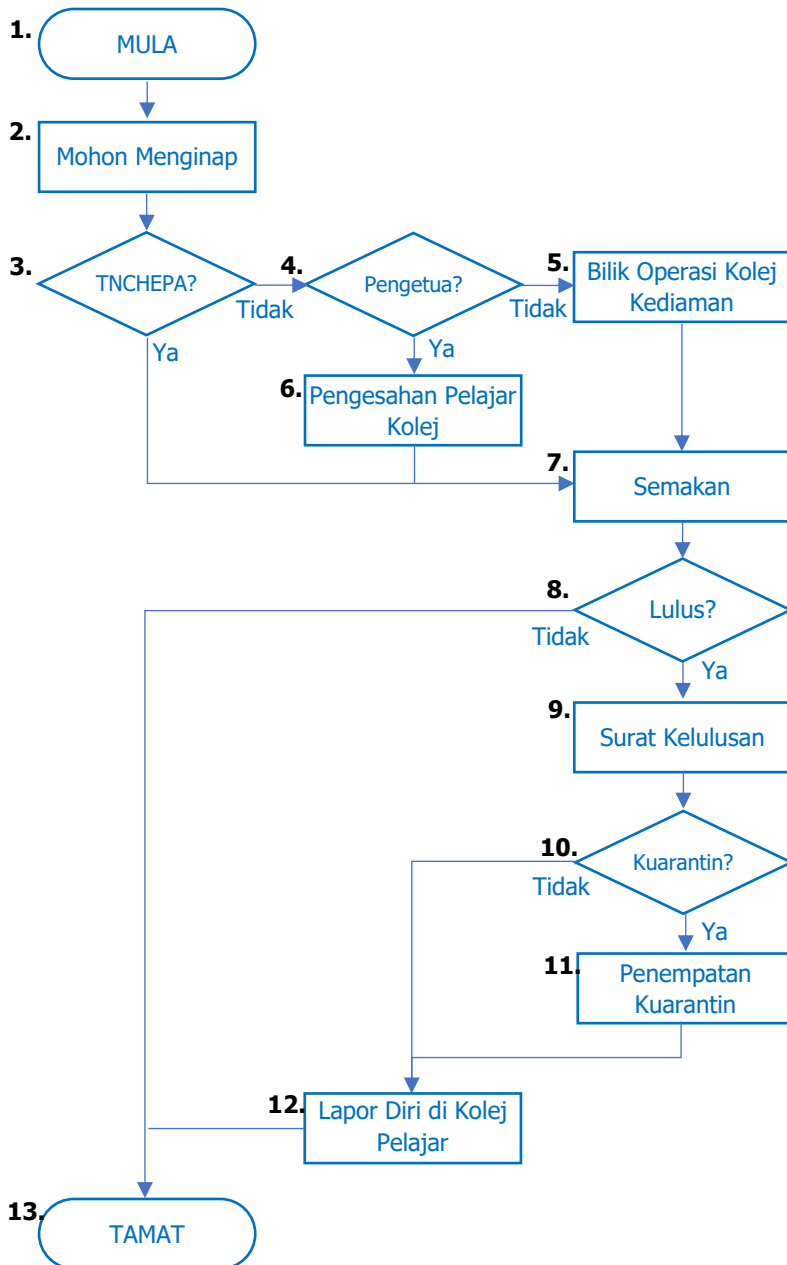 1.
MULA
2.
Mohon Menginap
3.
TNCHEPA?
Tidak
Ya
4.
Pengetua?
Tidak
Ya
5.
Bilik Operasi Kolej
Kediaman
6.
Pengesahan Pelajar
Kolej
7.
Semakan
8.
Lulus?
Tidak
Ya
9.
Surat Kelulusan
10.
Kuarantin?
Tidak
Ya
11.
Penempatan
Kuarantin
12.
Lapor Diri di Kolej
Pelajar
13.
TAMAT